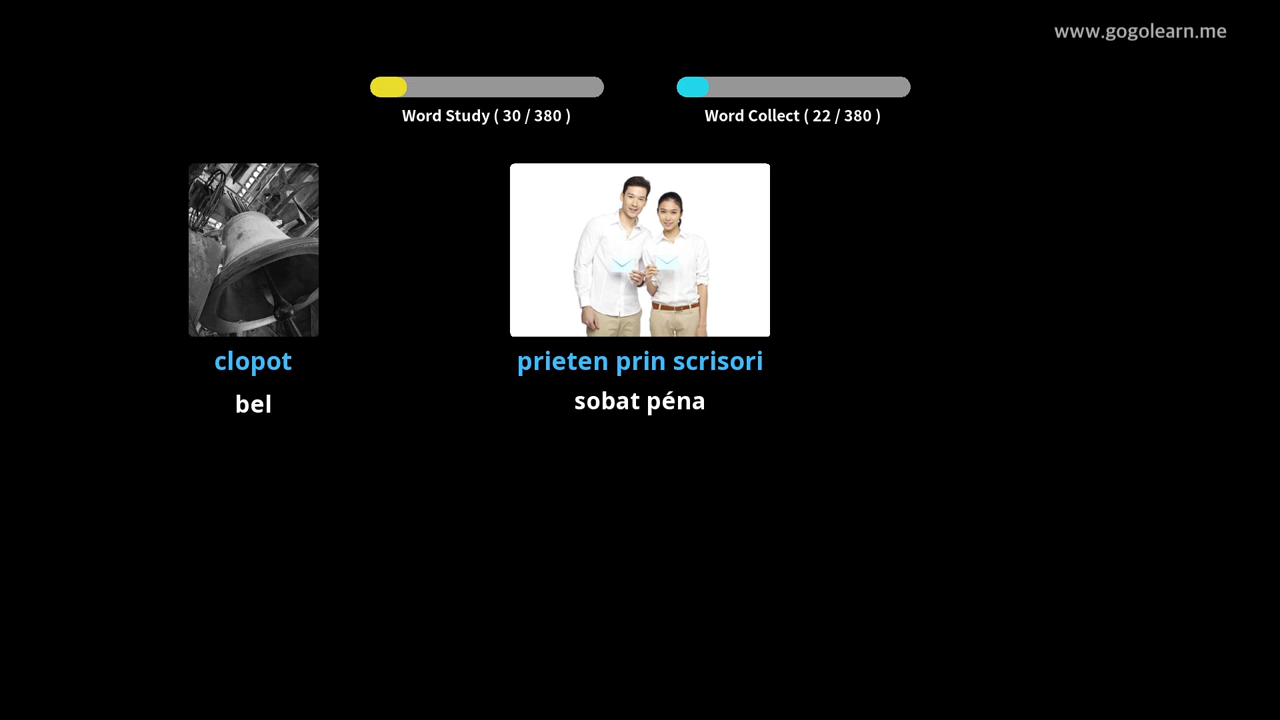 www.gogolearn.me
Word Study ( 30 / 380 )
Word Collect ( 22 / 380 )
clopot
bel
prieten prin scrisori
sobat péna